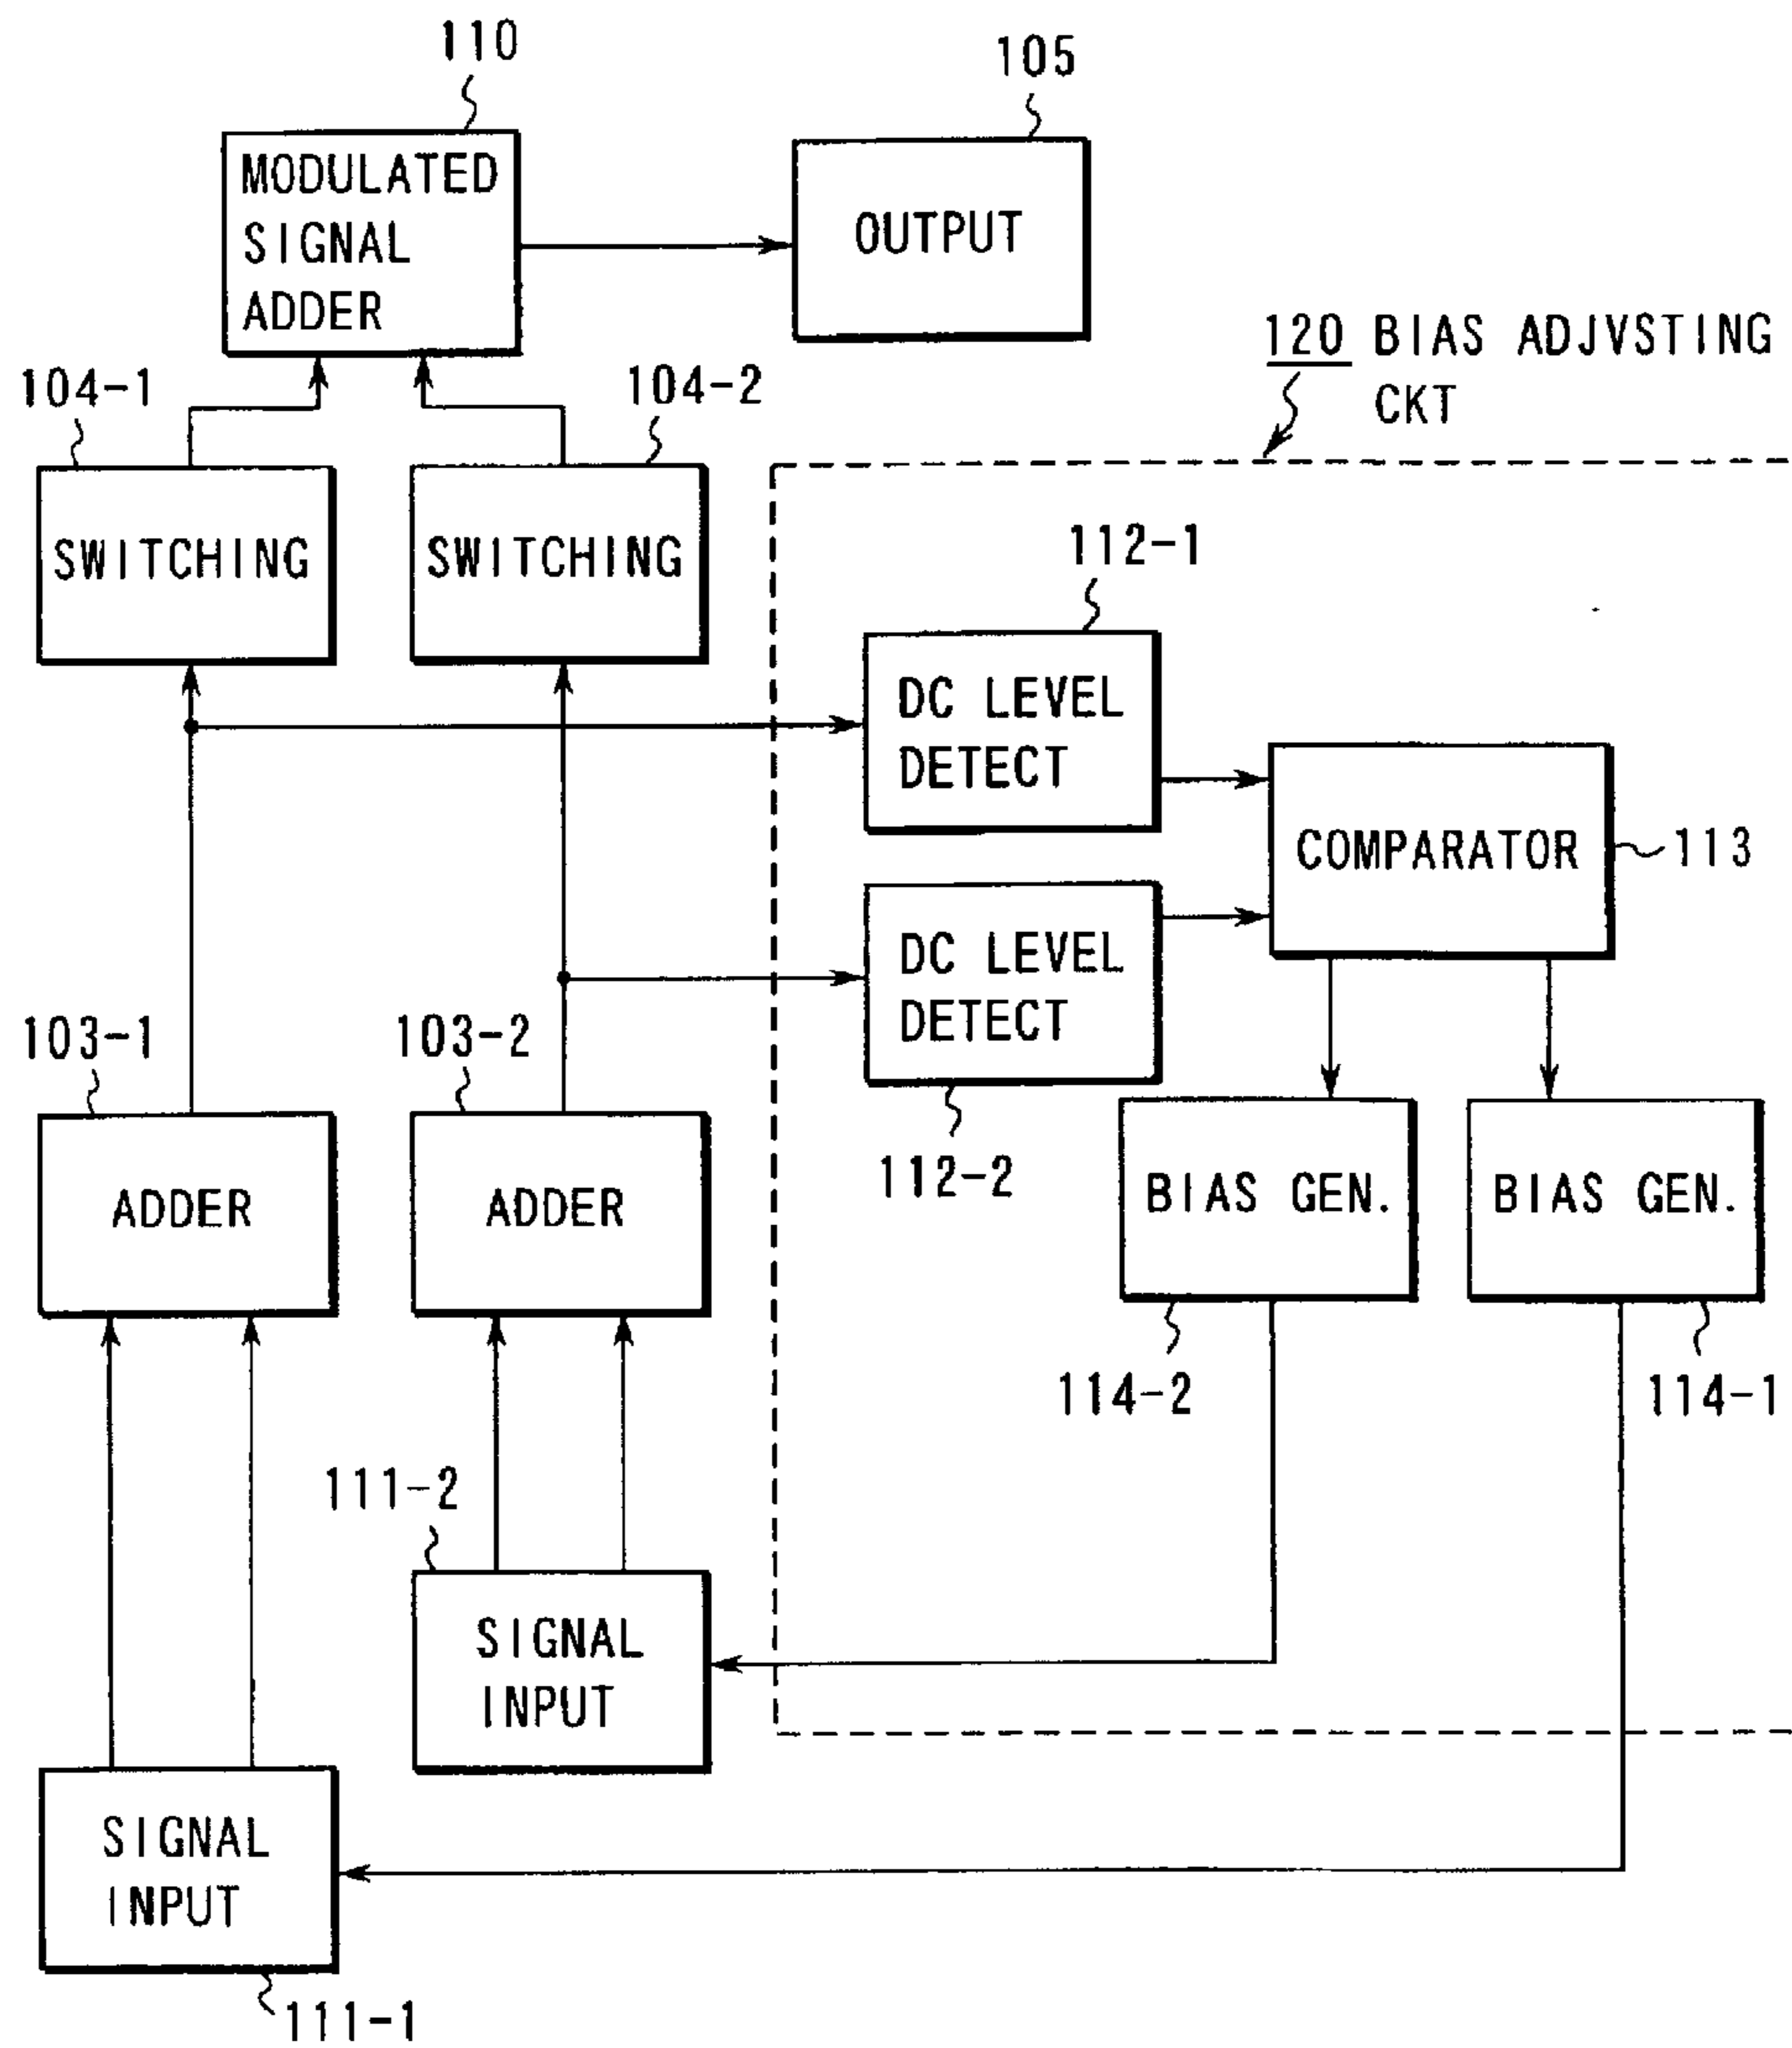 110
105
MODULATED
SIGNAL
ADDER
OUTPUT
120 BIAS ADJVSTING
CKT
104-1
104-2
SWITCHING
SWITCHING
112-1
DC LEVEL
DETECT
COMPARATOR
113
DC LEVEL
DETECT
103-1
103-2
112-2
ADDER
ADDER
BIAS GEN.
BIAS GEN.
114-2
114-1
111-2
SIGNAL
INPUT
SIGNAL
INPUT
111-1